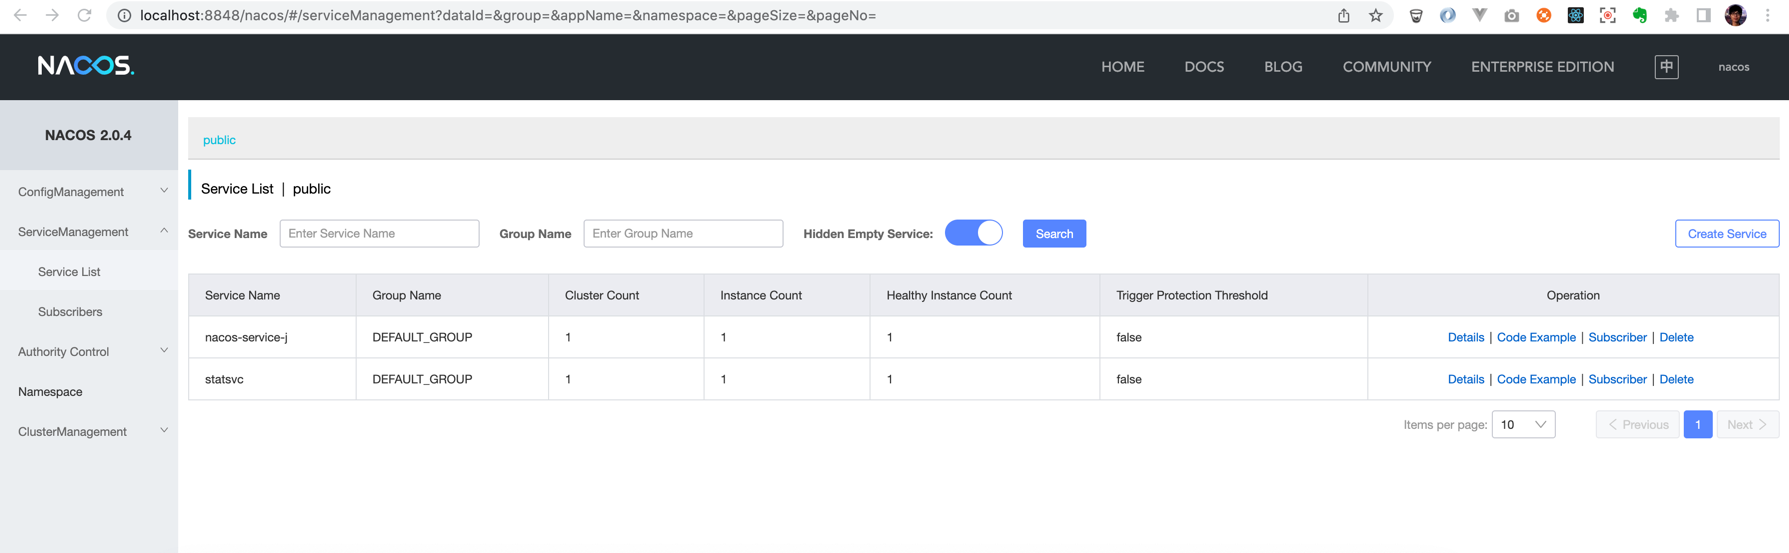 localhost:8848/nacos/#/serviceManagement?dataId=&group=&appName=&namespace=&pageSize=&pageNo=
NACOS.
HOME DOCS BLOG COMMUNITY ENTERPRISE EDITION 中 nacos
NACOS 2.0.4
public
ConfigManagement
Service List | public
ServiceManagement
Service Name Enter Service Name Group Name Enter Group Name Hidden Empty Service: Search Create Service
Service List
Subscribers
Authority Control
Namespace
ClusterManagement
Service Name Group Name Cluster Count Instance Count Healthy Instance Count Trigger Protection Threshold Operation
nacos-service-j DEFAULT_GROUP 1 1 1 false Details | Code Example | Subscriber | Delete
statsvc DEFAULT_GROUP 1 1 1 false Details | Code Example | Subscriber | Delete
Items per page: 10 Previous 1 Next